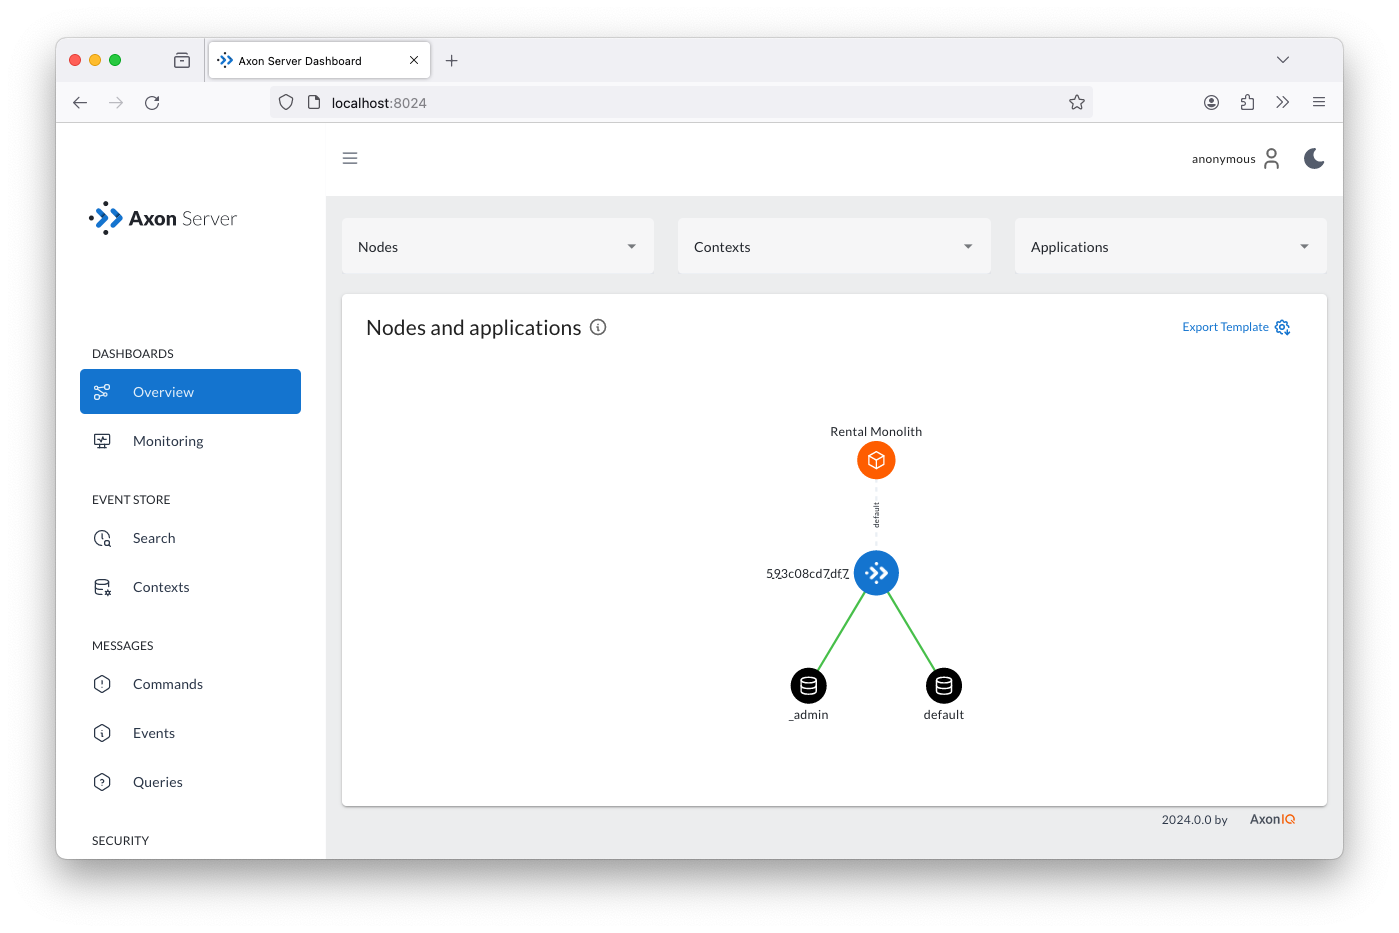 Axon Server Dashboard
localhost:8024
anonymous
Axon Server
Nodes
Contexts
Applications
Nodes and applications
Export Template
DASHBOARDS
Overview
Monitoring
EVENT STORE
Search
Contexts
MESSAGES
Commands
Events
Queries
SECURITY
Rental Monolith
default
593c08cd7df7
_admin
default
2024.0.0 by
AxonIQ